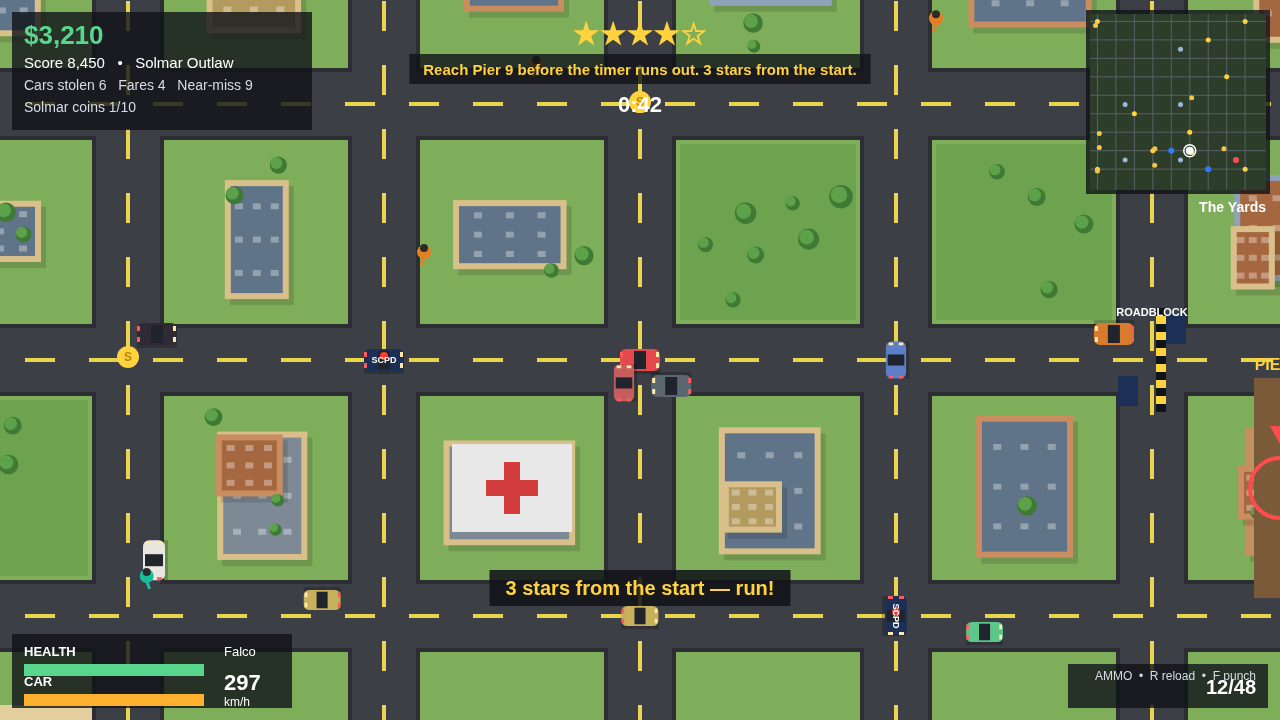 $3,210
Score 8,450 • Solmar Outlaw
Cars stolen 6 Fares 4 Near-miss 9
Solmar coins 1/10
★★★★☆
Reach Pier 9 before the timer runs out. 3 stars from the start.
0:42
The Yards
ROADBLOCK
S
SCPD
PIE
3 stars from the start — run!
SCPD
HEALTH
CAR
Falco
297
km/h
AMMO • R reload • F punch
12/48